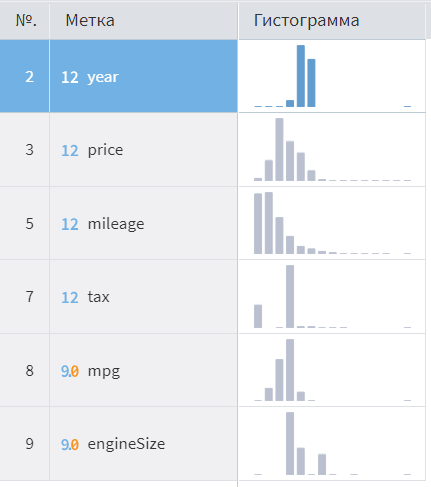 №. Метка Гистограмма
2 12 year
3 12 price
5 12 mileage
7 12 tax
8 9.0 mpg
9 9.0 engineSize